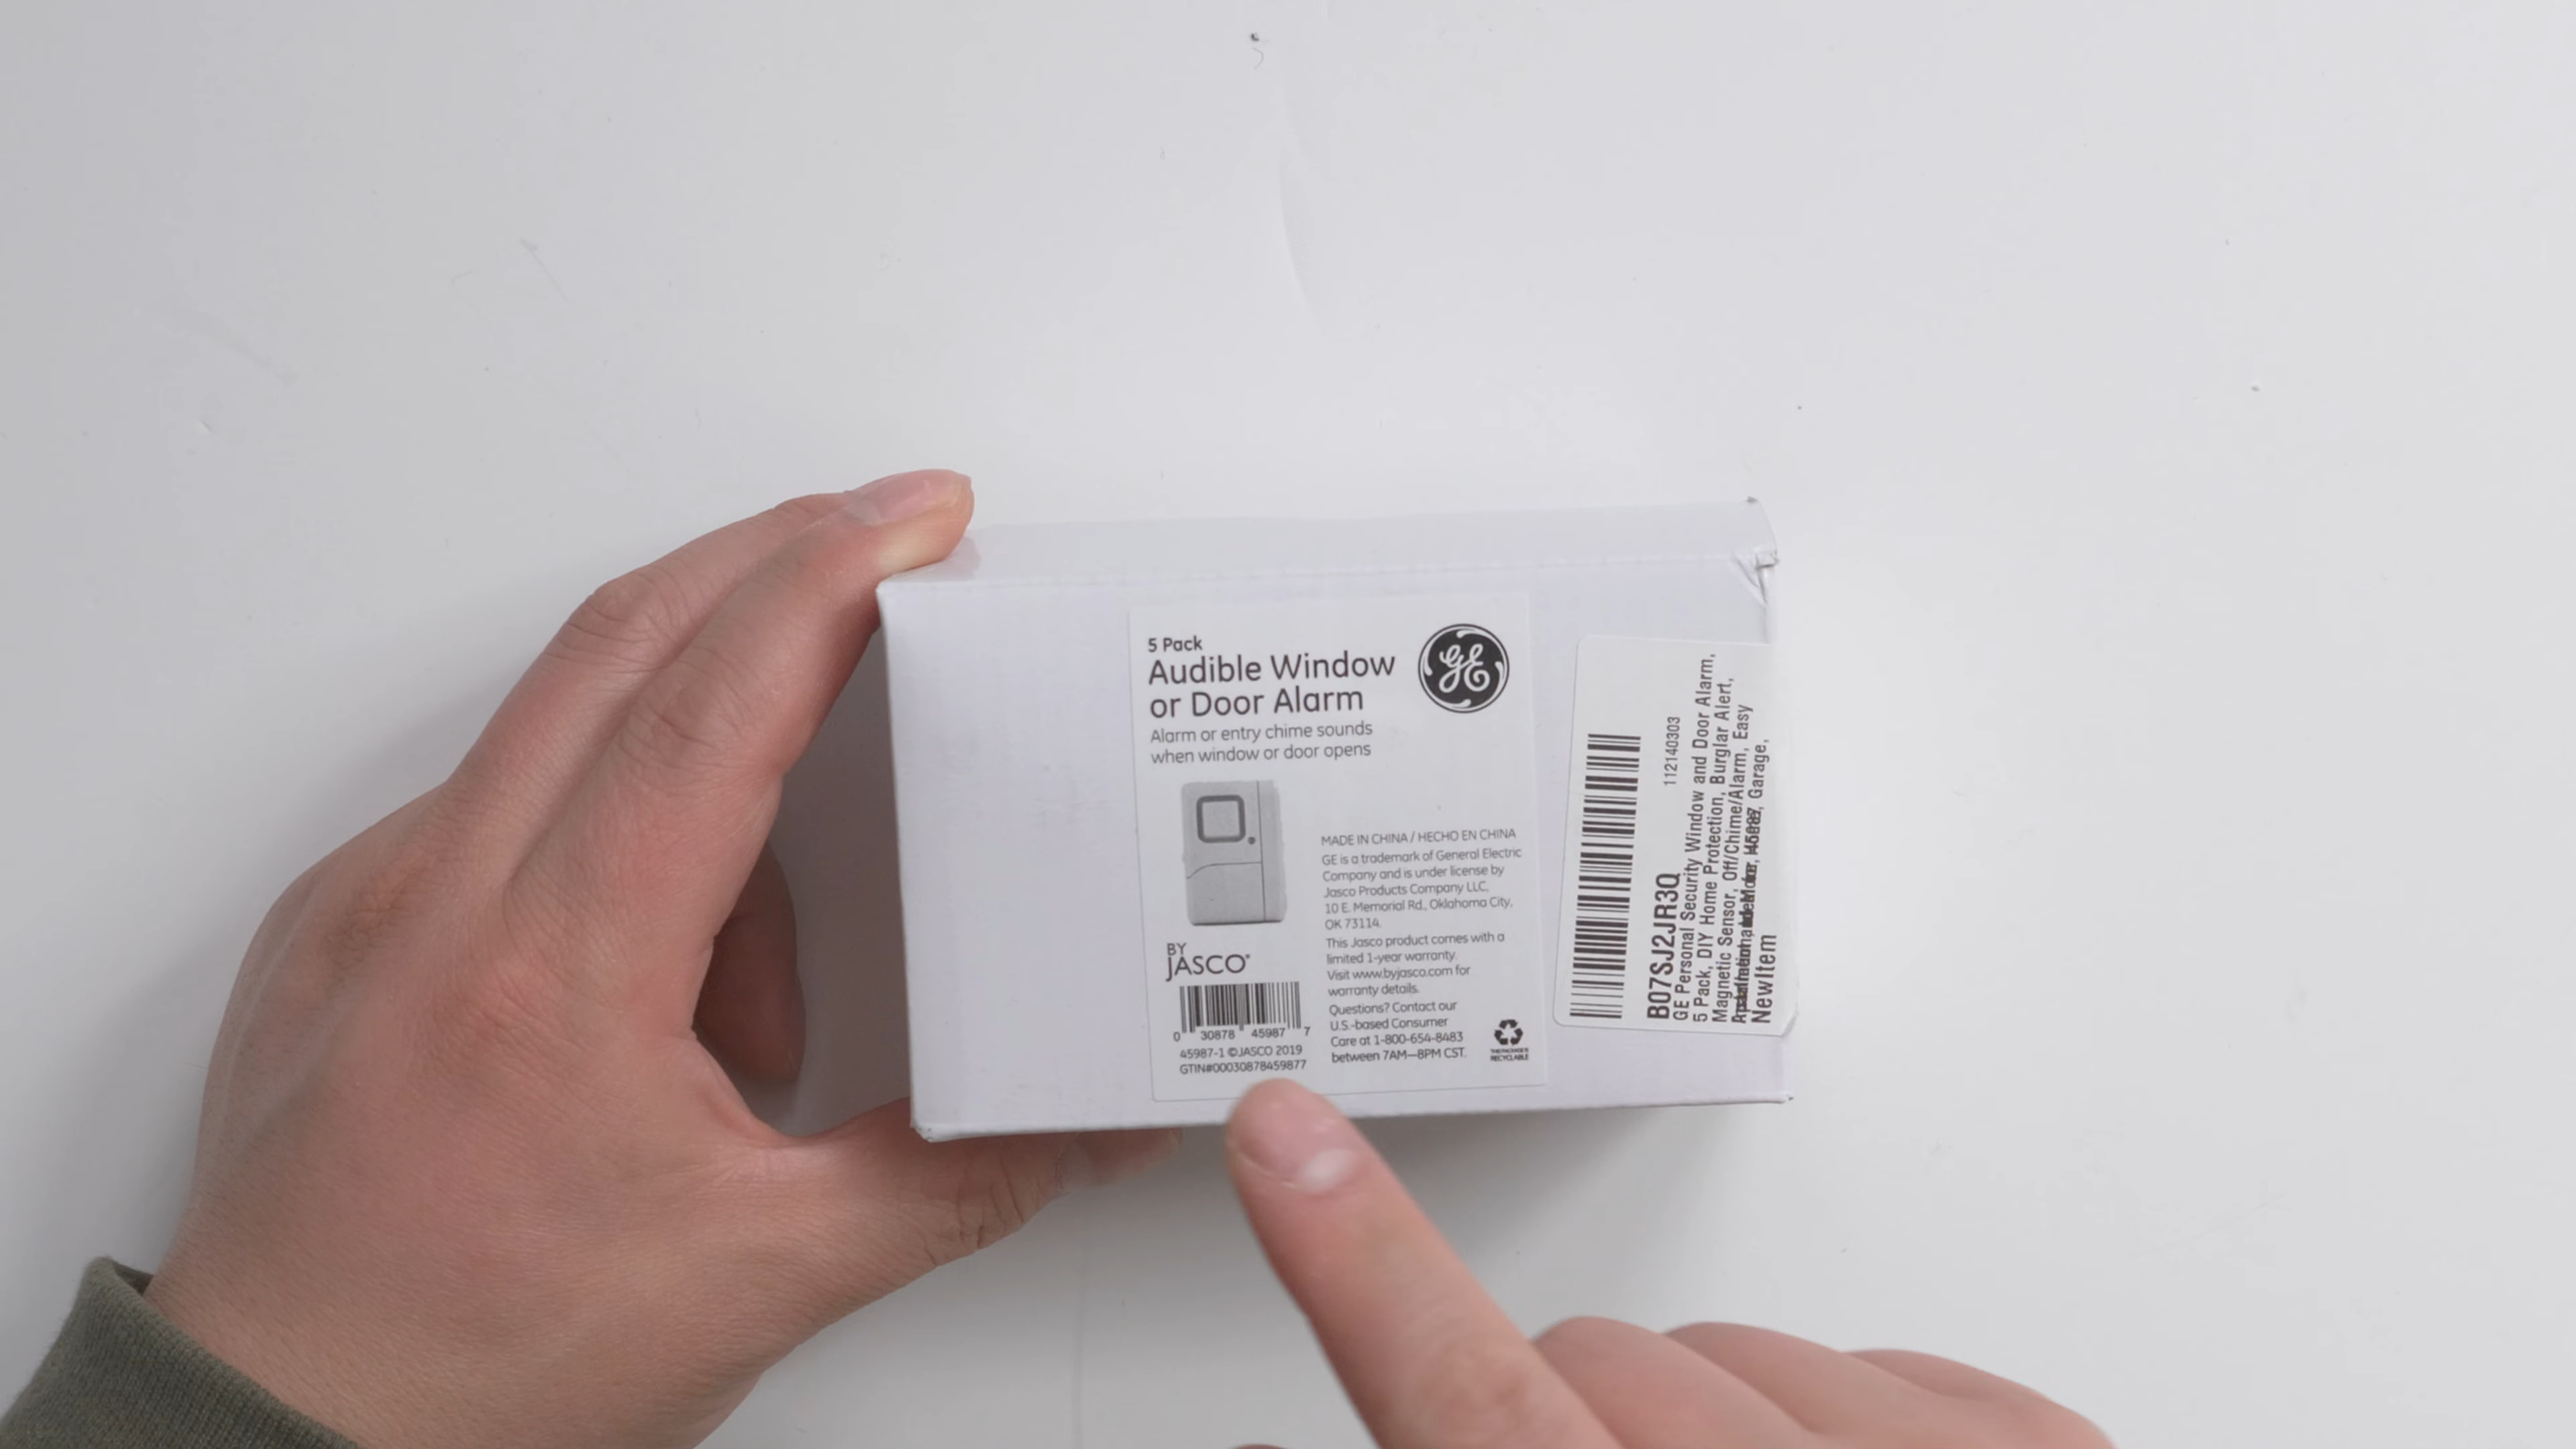 5 Pack
Audible Window
or Door Alarm
Alarm or entry chime sounds
when window or door opens
GE
MADE IN CHINA / HECHO EN CHINA
GE is a trademark of General Electric
Company and is under license by
Jasco Products Company LLC,
10 E. Memorial Rd., Oklahoma City,
OK 73114.
This Jasco product comes with a
limited 1-year warranty.
Visit www.byjasco.com for
warranty details.
Questions? Contact our
U.S.-based Consumer
Care at 1-800-654-8483
between 7AM—8PM CST.
BY
JASCO®
0 30878 45987 7
45987-1 ©JASCO 2019
GTIN#00030878459877
RECYCLABLE
112140303
B07SJ2JR3Q
GE Personal Security Window and Door Alarm,
5 Pack, DIY Home Protection, Burglar Alert,
Magnetic Sensor, Off/Chime/Alarm, Easy
Garage,
NewItem